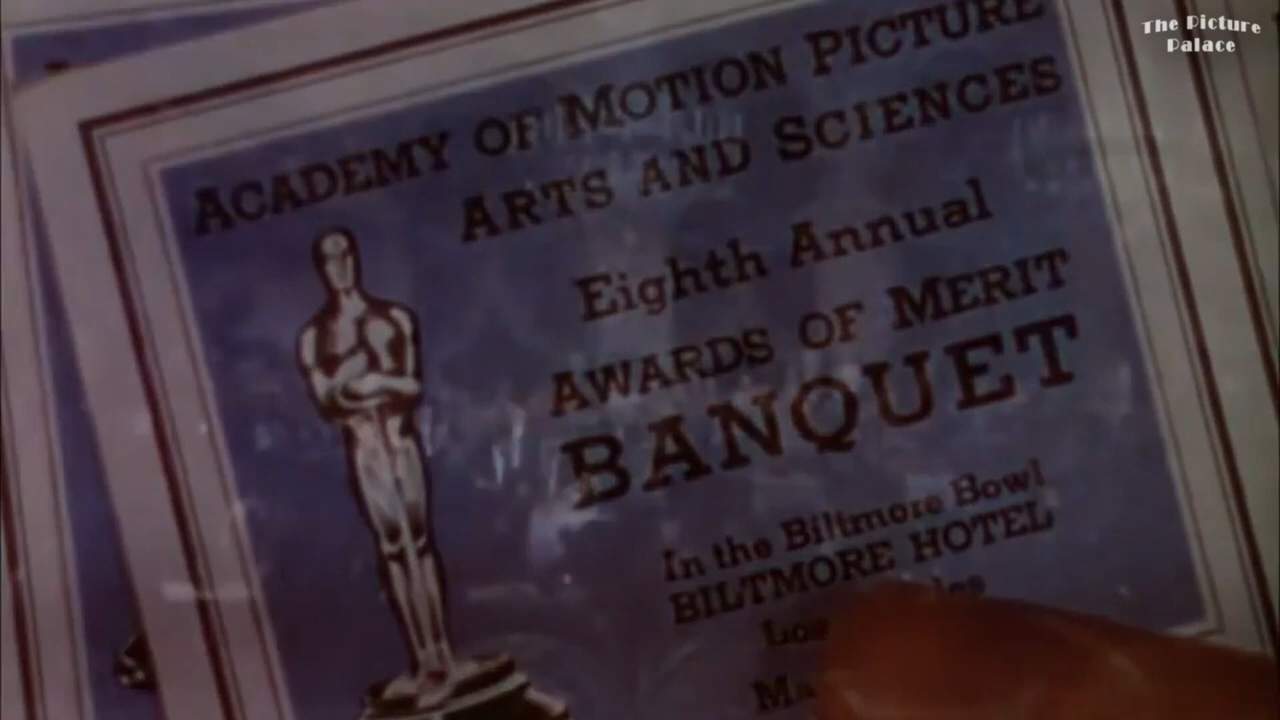 The Picture
Palace
ACADEMY OF MOTION PICTURE
ARTS AND SCIENCES
Eighth Annual
AWARDS OF MERIT
BANQUET
In the Biltmore Bowl
BILTMORE HOTEL